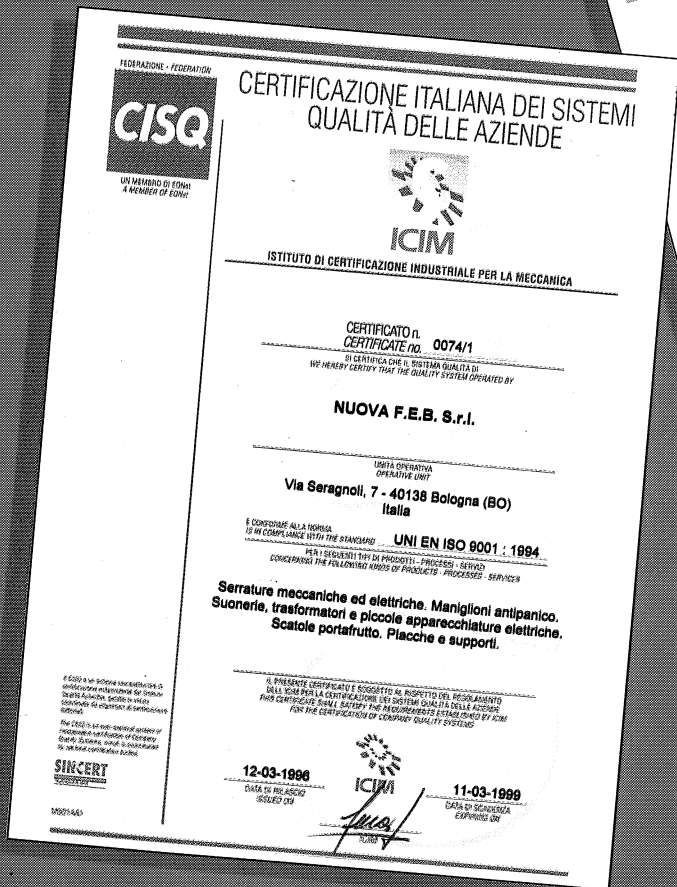 FEDERAZIONE - FEDERATION
CISQ
UN MEMBRO DI EQNet
A MEMBER OF EQNet
CERTIFICAZIONE ITALIANA DEI SISTEMI
QUALITÀ DELLE AZIENDE
ICIM
ISTITUTO DI CERTIFICAZIONE INDUSTRIALE PER LA MECCANICA
CERTIFICATO n.
CERTIFICATE no. 0074/1
SI CERTIFICA CHE IL SISTEMA QUALITÀ DI
WE HEREBY CERTIFY THAT THE QUALITY SYSTEM OPERATED BY
NUOVA F.E.B. S.r.l.
UNITÀ OPERATIVA
OPERATIVE UNIT
Via Seragnoli, 7 - 40138 Bologna (BO)
Italia
È CONFORME ALLA NORMA
IS IN COMPLIANCE WITH THE STANDARD UNI EN ISO 9001 : 1994
PER I SEGUENTI TIPI DI PRODOTTI - PROCESSI - SERVIZI
CONCERNING THE FOLLOWING KINDS OF PRODUCTS - PROCESSES - SERVICES
Serrature meccaniche ed elettriche. Maniglioni antipanico.
Suonerie, trasformatori e piccole apparecchiature elettriche.
Scatole portafrutto. Placche e supporti.
IL PRESENTE CERTIFICATO È SOGGETTO AL RISPETTO DEL REGOLAMENTO
DELL'ICIM PER LA CERTIFICAZIONE DEI SISTEMI QUALITÀ DELLE AZIENDE
THIS CERTIFICATE SHALL SATISFY THE REQUIREMENTS ESTABLISHED BY ICIM
FOR THE CERTIFICATION OF COMPANY QUALITY SYSTEMS
SINCERT
12-03-1996
DATA DI RILASCIO
ISSUED ON
ICIM
11-03-1999
DATA DI SCADENZA
EXPIRING ON